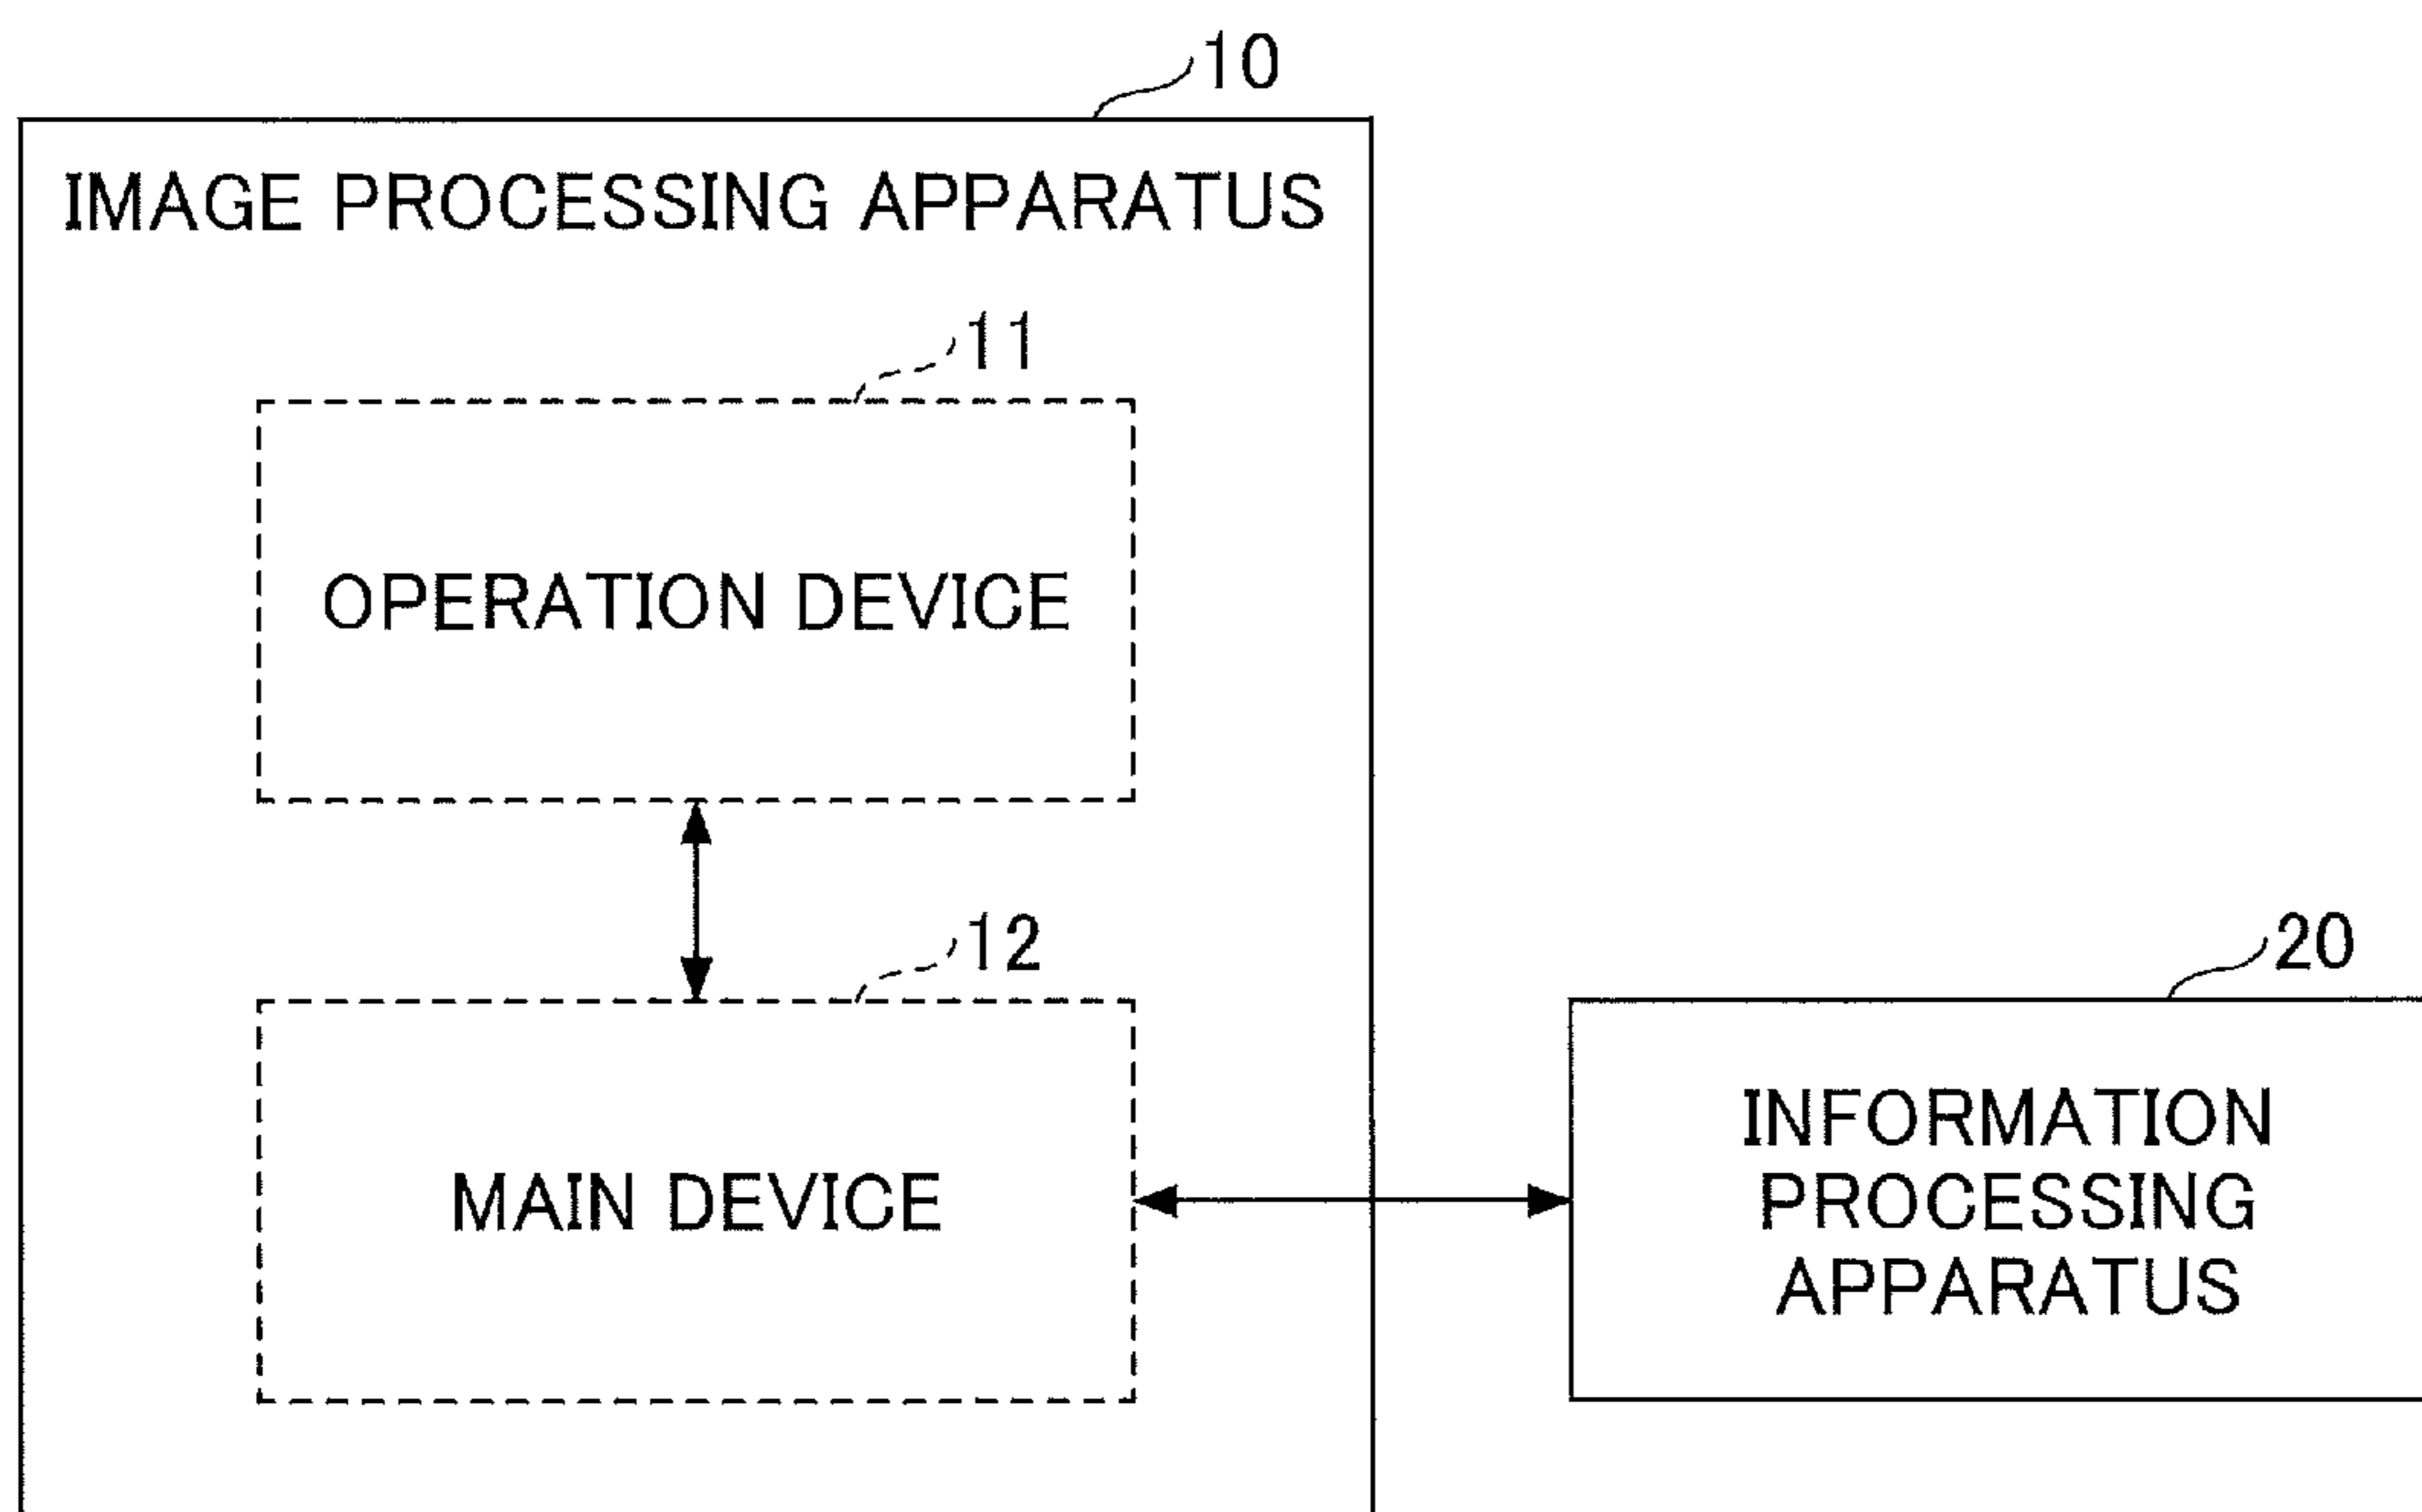 10
IMAGE PROCESSING APPARATUS
11
OPERATION DEVICE
12
MAIN DEVICE
20
INFORMATION
PROCESSING
APPARATUS